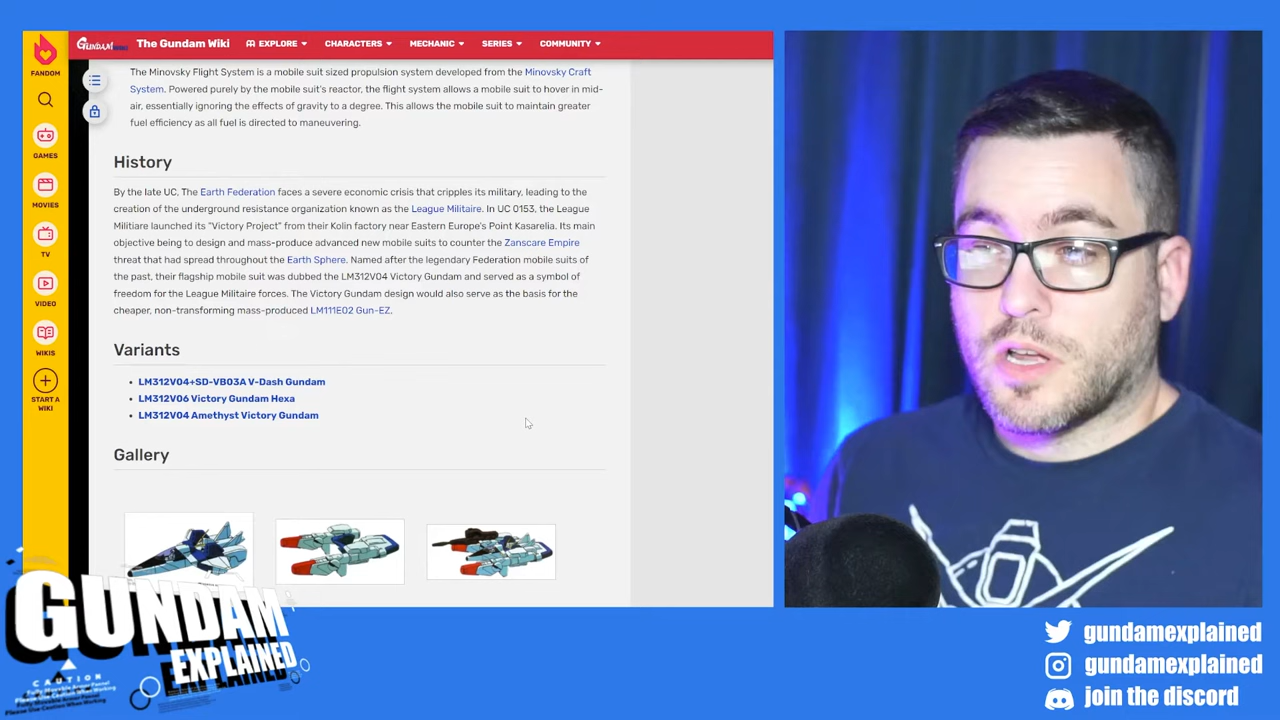 GUNDAM
The Gundam Wiki
EXPLORE
CHARACTERS
MECHANIC
SERIES
COMMUNITY
FANDOM
GAMES
MOVIES
TV
VIDEO
WIKIS
START A
WIKI
The Minovsky Flight System is a mobile suit sized propulsion system developed from the Minovsky Craft
System. Powered purely by the mobile suit's reactor, the flight system allows a mobile suit to hover in mid-
air, essentially ignoring the effects of gravity to a degree. This allows the mobile suit to maintain greater
fuel efficiency as all fuel is directed to maneuvering.
History
By the late UC. The Earth Federation faces a severe economic crisis that cripples its military, leading to the
creation of the underground resistance organization known as the League Militaire. In UC 0153, the League
Militiare launched its "Victory Project" from their Kolin factory near Eastern Europe's Point Kasarelia. Its main
objective being to design and mass-produce advanced new mobile suits to counter the Zanscare Empire
threat that had spread throughout the Earth Sphere. Named after the legendary Federation mobile suits of
the past, their flagship mobile suit was dubbed the LM312V04 Victory Gundam and served as a symbol of
freedom for the League Militaire forces. The Victory Gundam design would also serve as the basis for the
cheaper, non-transforming mass-produced LM111E02 Gun-EZ.
Variants
• LM312V04+SD-VB03A V-Dash Gundam
• LM312V06 Victory Gundam Hexa
• LM312V04 Amethyst Victory Gundam
Gallery
GUNDAM
EXPLAINED
CAUTION
gundamexplained
gundamexplained
join the discord